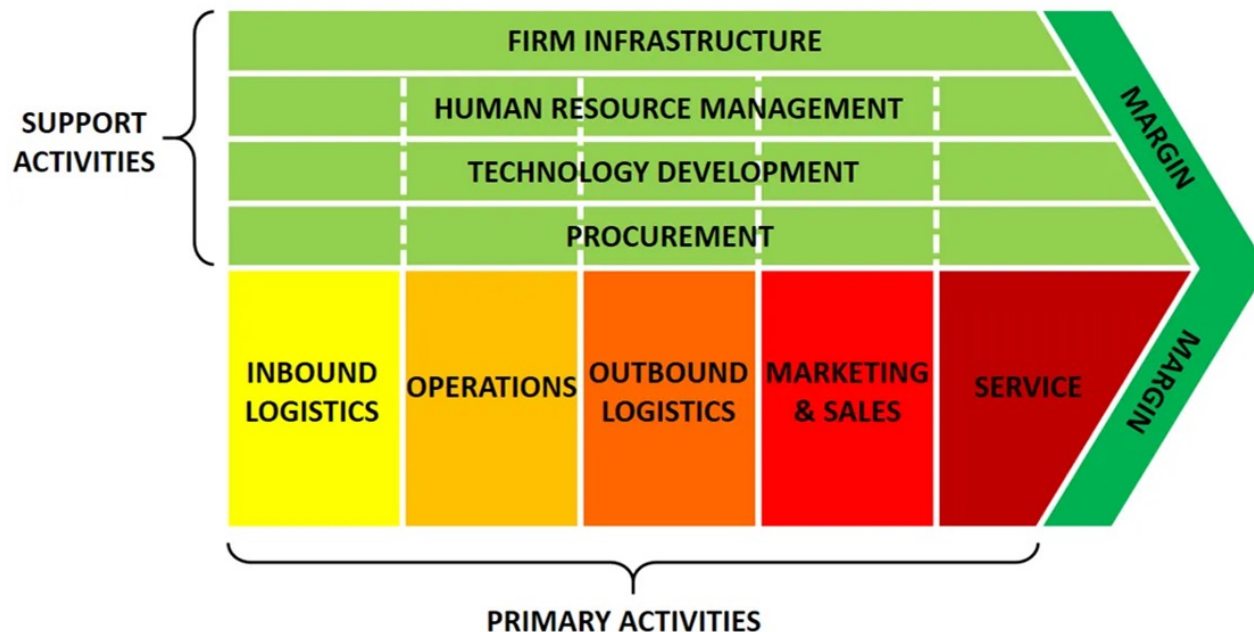 FIRM INFRASTRUCTURE
HUMAN RESOURCE MANAGEMENT
TECHNOLOGY DEVELOPMENT
PROCUREMENT
SUPPORT
ACTIVITIES
MARGIN
INBOUND
LOGISTICS
OPERATIONS
OUTBOUND
LOGISTICS
MARKETING
& SALES
SERVICE
MARGIN
PRIMARY ACTIVITIES